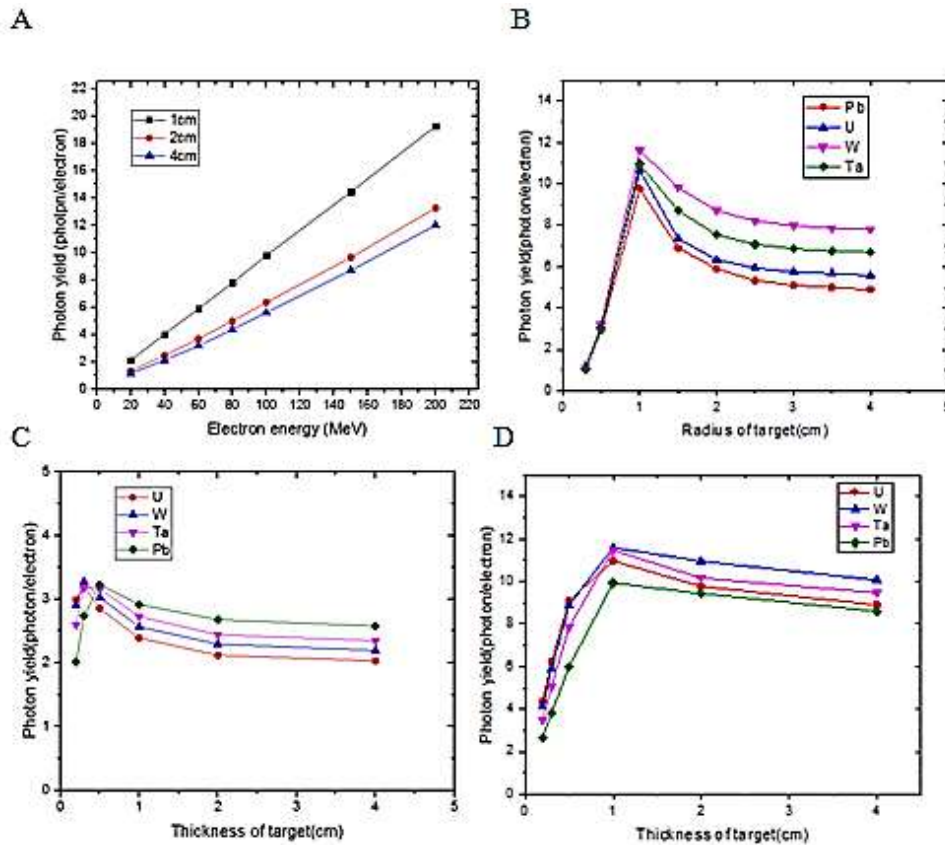 A
B
Photon yield (photpn/electron)
22
20
18
16
14
12
10
8
6
4
2
0
1cm
2cm
4cm
0 20 40 60 80 100 120 140 160 180 200 220
Electron energy (MeV)
Photon yield(photon/electron)
14
12
10
8
6
4
2
0
Pb
U
W
Ta
0 1 2 3 4 5
Radius of target(cm)
C
D
Photon yield(photon/electron)
5
3
2
1
0
U
W
Ta
Pb
0 1 2 3 4 5
Thickness of target(cm)
Photon yield(photon/electron)
14
12
10
8
6
4
2
0
U
W
Ta
Pb
0 1 2 3 4
Thickness of target(cm)